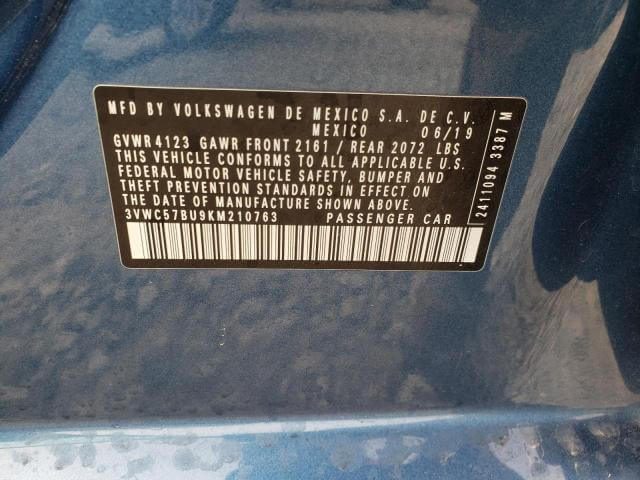 MFD BY VOLKSWAGEN DE MEXICO S.A. DE C.V.
MEXICO 06/19
GVWR 4123 GAWR FRONT 2161 / REAR 2072 LBS
THIS VEHICLE CONFORMS TO ALL APPLICABLE U.S.
FEDERAL MOTOR VEHICLE SAFETY, BUMPER AND
THEFT PREVENTION STANDARDS IN EFFECT ON
THE DATE OF MANUFACTURE SHOWN ABOVE.
3VWC57BU9KM210763 PASSENGER CAR
2411094 3387 M